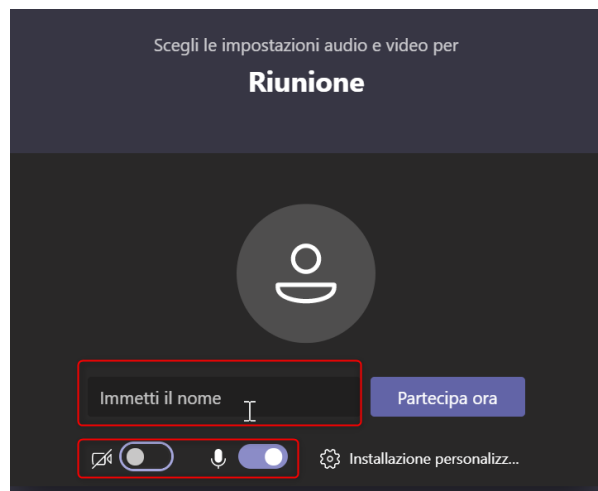 Scegli le impostazioni audio e video per
Riunione
Immetti il nome
Partecipa ora
Installazione personalizz...